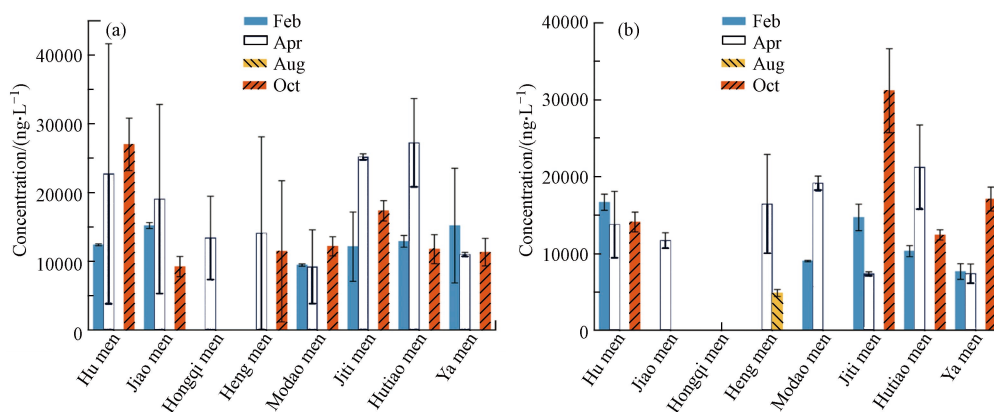 (a)
Feb
Apr
Aug
Oct
Concentration/(ng·L⁻¹)
40000
30000
20000
10000
0
Hu men
Jiao men
Hongqi men
Heng men
Modao men
Jiti men
Hutiao men
Ya men
(b)
Feb
Apr
Aug
Oct
Concentration/(ng·L⁻¹)
40000
30000
20000
10000
0
Hu men
Jiao men
Hongqi men
Heng men
Modao men
Jiti men
Hutiao men
Ya men